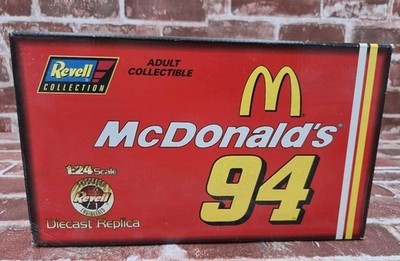 Revell
COLLECTION
ADULT
COLLECTIBLE
McDonald's
94
1:24 Scale
Revell
Diecast Replica